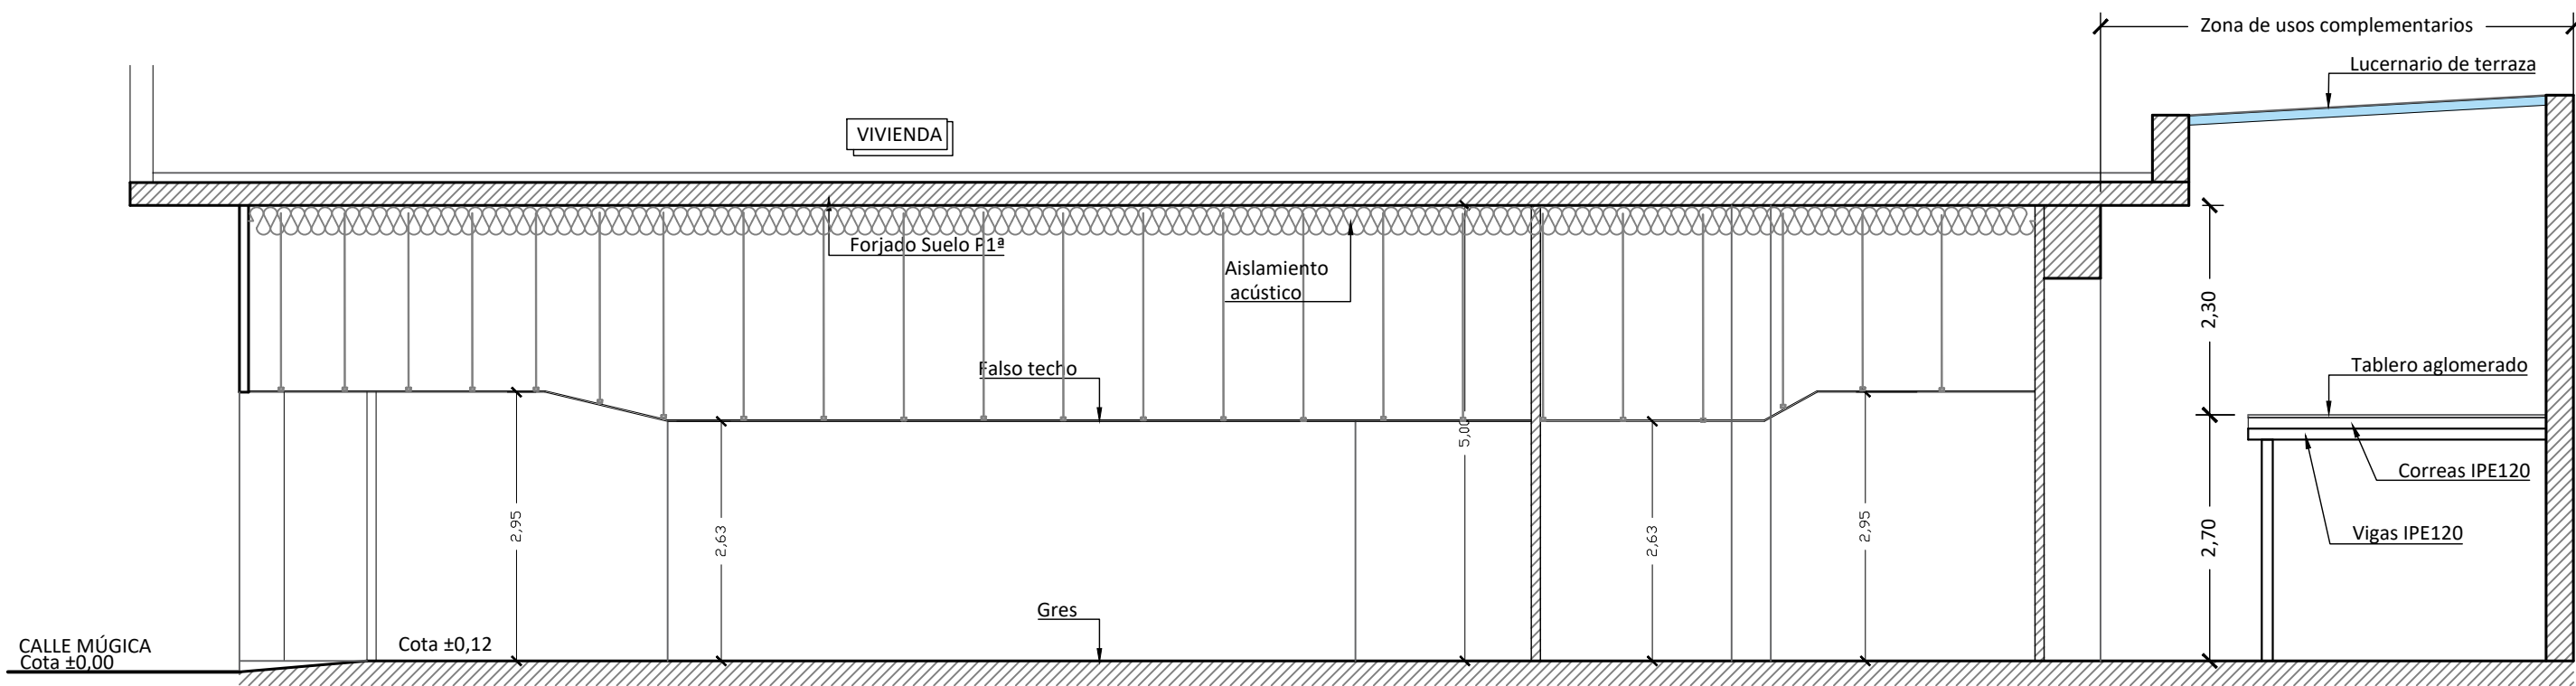 Zona de usos complementarios
Lucernario de terraza
VIVIENDA
Forjado Suelo P1ª
Aislamiento
acústico
2,30
Falso techo
Tablero aglomerado
5,00
Correas IPE120
2,95
2,63
2,63
2,95
2,70
Vigas IPE120
Gres
CALLE MÚGICA
Cota ±0,00
Cota ±0,12